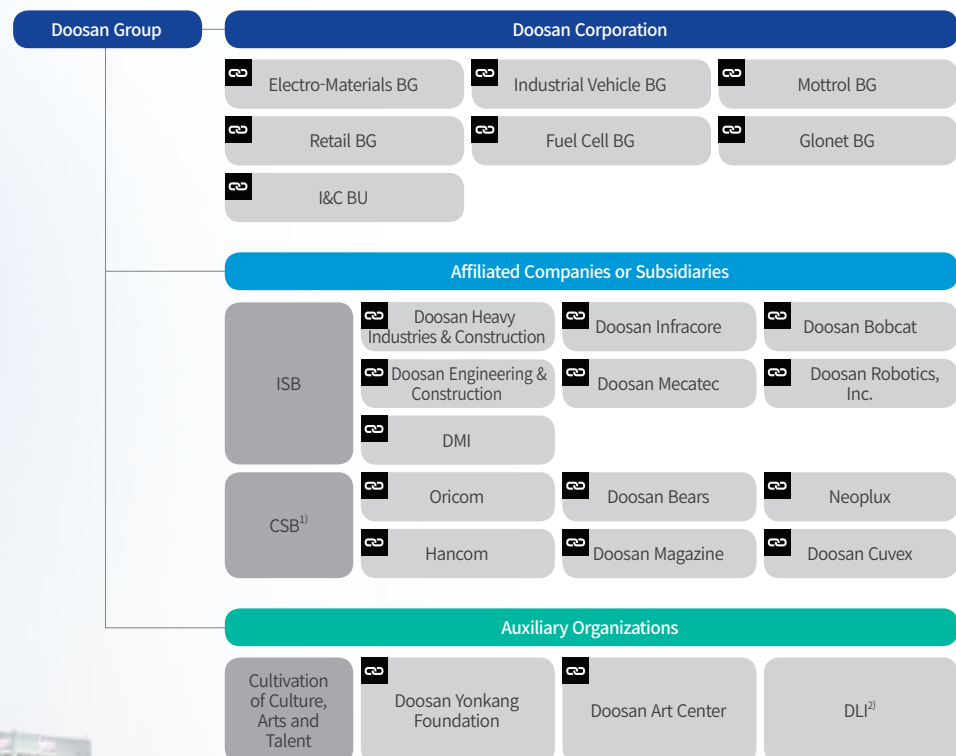 Doosan Group
Doosan Corporation
Electro-Materials BG
Industrial Vehicle BG
Mottrol BG
Retail BG
Fuel Cell BG
Glonet BG
I&C BU
Affiliated Companies or Subsidiaries
ISB
Doosan Heavy
Industries & Construction
Doosan Infracore
Doosan Bobcat
Doosan Engineering &
Construction
Doosan Mecatec
Doosan Robotics,
Inc.
DMI
CSB1)
Oricom
Doosan Bears
Neoplux
Hancom
Doosan Magazine
Doosan Cuvex
Auxiliary Organizations
Cultivation
of Culture,
Arts and
Talent
Doosan Yonkang
Foundation
Doosan Art Center
DLI2)